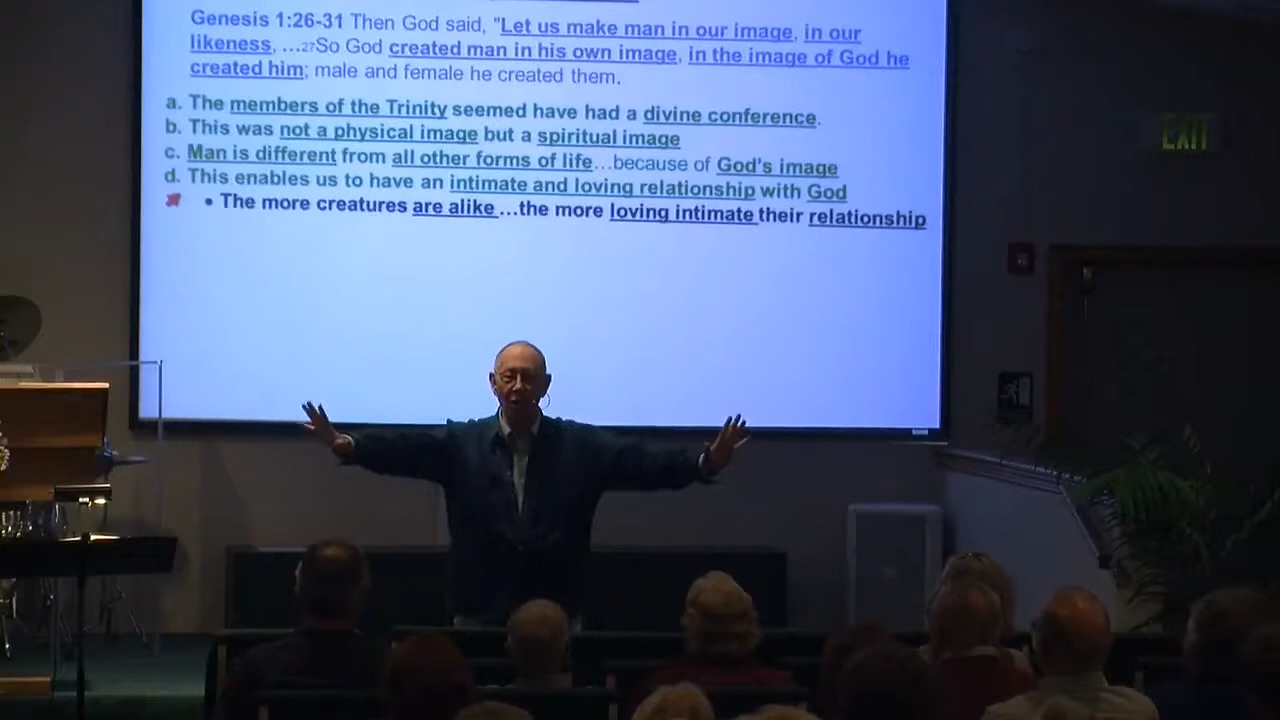 Genesis 1:26-31 Then God said, "Let us make man in our image, in our
likeness, ...27So God created man in his own image, in the image of God he
created him; male and female he created them.
a. The members of the Trinity seemed have had a divine conference.
b. This was not a physical image but a spiritual image
c. Man is different from all other forms of life...because of God's image
d. This enables us to have an intimate and loving relationship with God
• The more creatures are alike ...the more loving intimate their relationship
EXIT